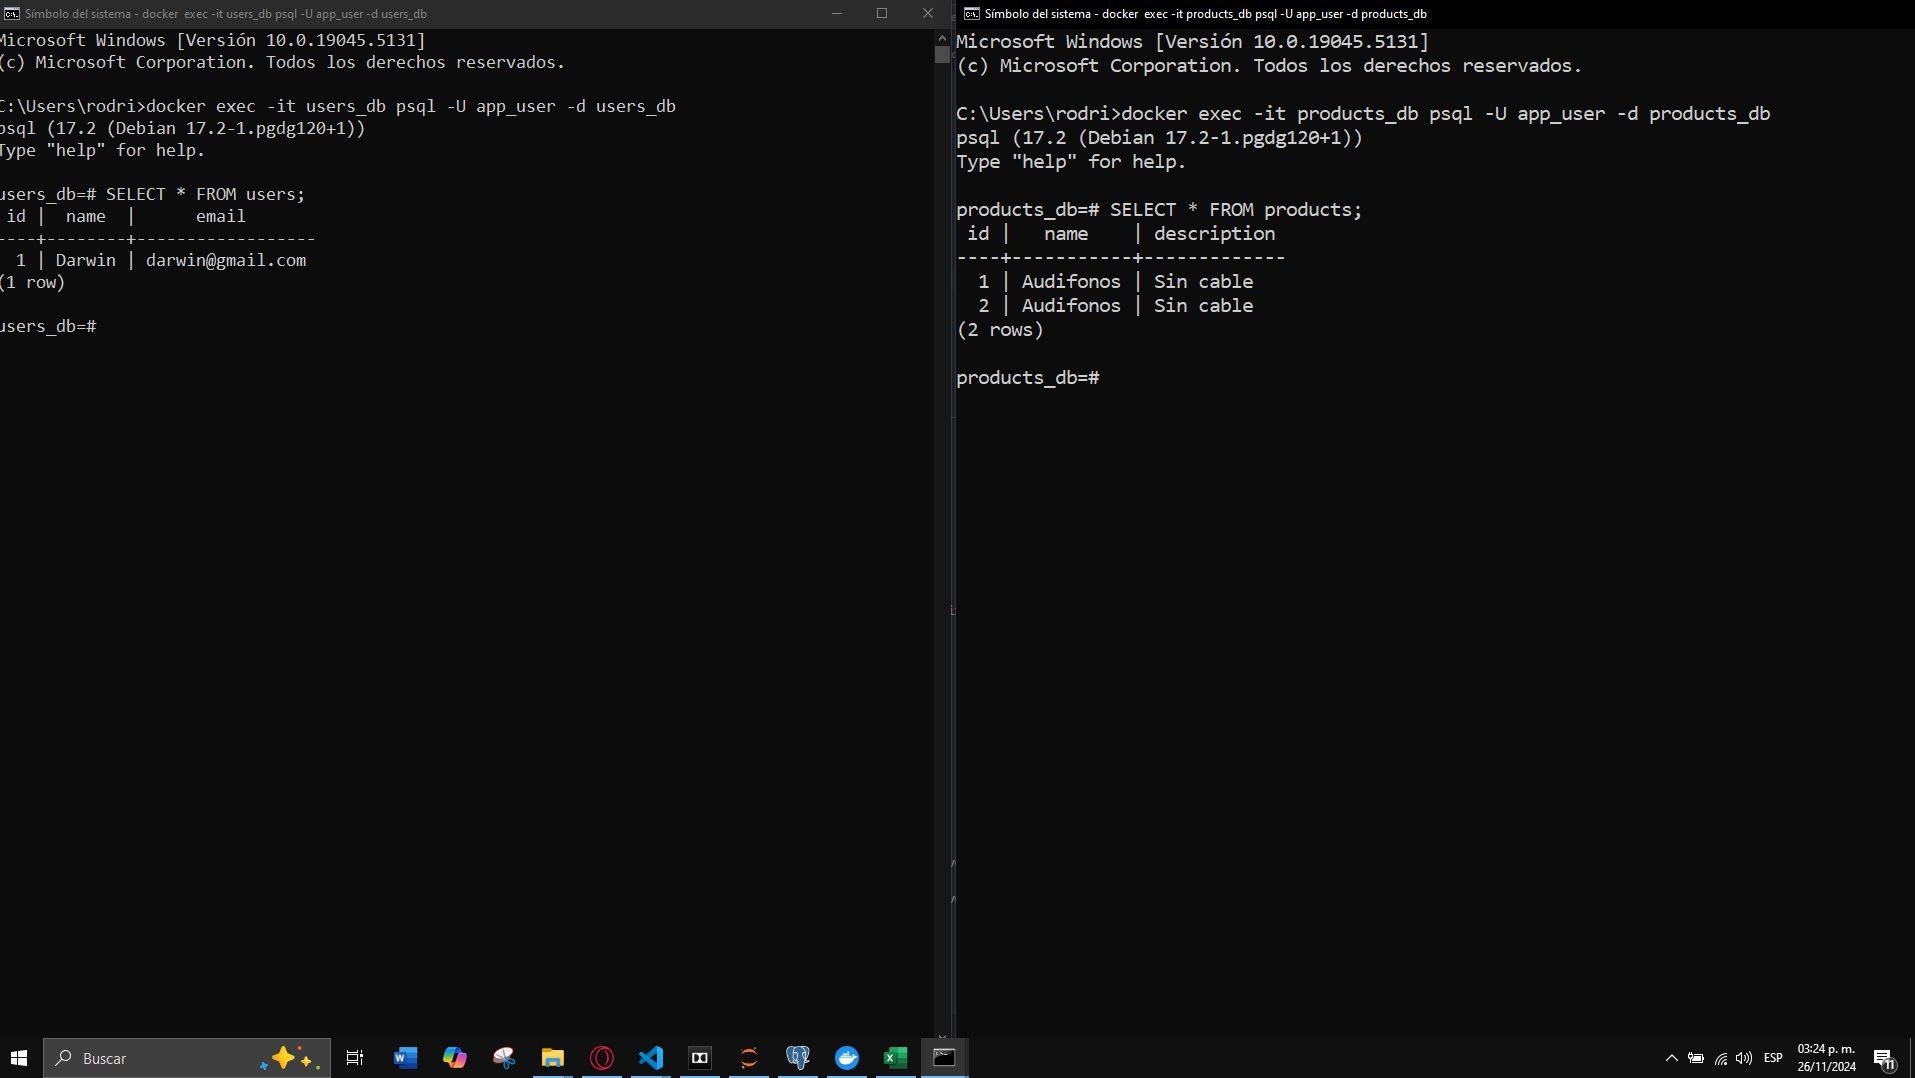 Símbolo del sistema - docker  exec -it users_db psql -U app_user -d users_db
Microsoft Windows [Versión 10.0.19045.5131]
(c) Microsoft Corporation. Todos los derechos reservados.
C:\Users\rodri>docker exec -it users_db psql -U app_user -d users_db
psql (17.2 (Debian 17.2-1.pgdg120+1))
Type "help" for help.
users_db=# SELECT * FROM users;
 id |  name  |      email
----+--------+------------------
  1 | Darwin | darwin@gmail.com
(1 row)
users_db=#
Símbolo del sistema - docker  exec -it products_db psql -U app_user -d products_db
Microsoft Windows [Versión 10.0.19045.5131]
(c) Microsoft Corporation. Todos los derechos reservados.
C:\Users\rodri>docker exec -it products_db psql -U app_user -d products_db
psql (17.2 (Debian 17.2-1.pgdg120+1))
Type "help" for help.
products_db=# SELECT * FROM products;
 id |   name    | description
----+-----------+-------------
  1 | Audifonos | Sin cable
  2 | Audifonos | Sin cable
(2 rows)
products_db=#
Buscar
ESP
03:24 p. m.
26/11/2024
11